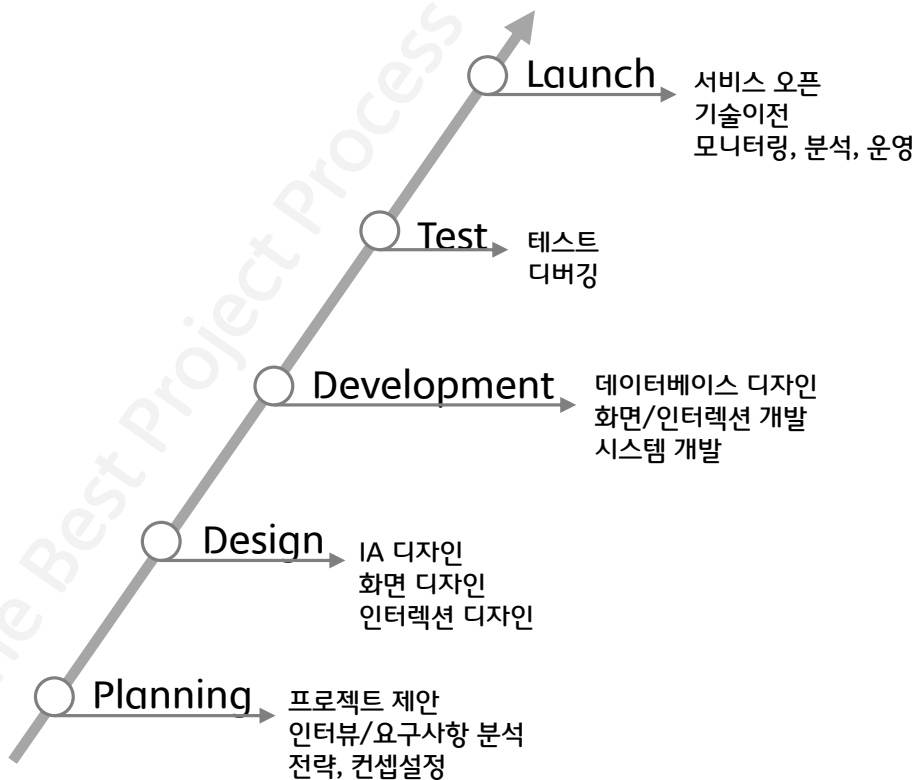 Launch
서비스 오픈
기술이전
모니터링, 분석, 운영
Test
테스트
디버깅
Development
데이터베이스 디자인
화면/인터렉션 개발
시스템 개발
Design
IA 디자인
화면 디자인
인터렉션 디자인
Planning
프로젝트 제안
인터뷰/요구사항 분석
전략, 컨셉설정
Best Project Process